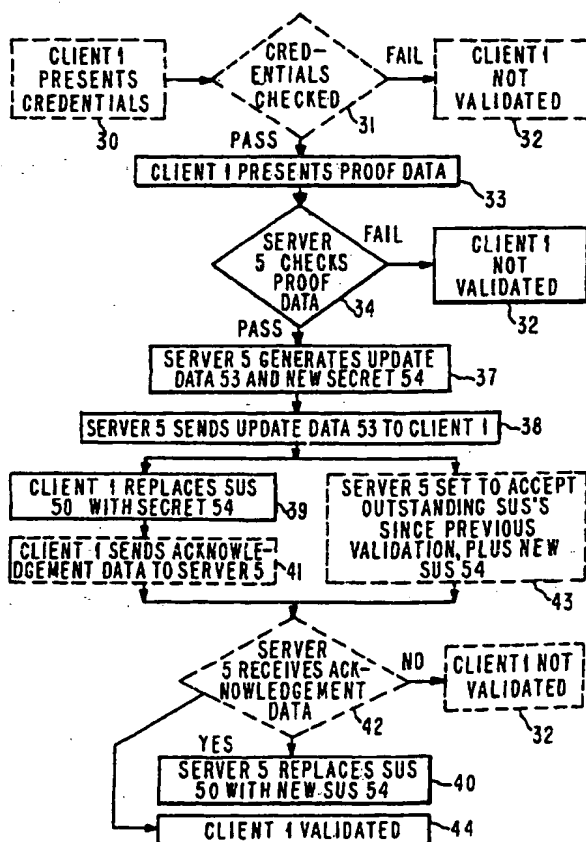 CLIENT 1
PRESENTS
CREDENTIALS
30
CRED-
ENTIALS
CHECKED
31
FAIL
CLIENT 1
NOT
VALIDATED
32
PASS
CLIENT 1 PRESENTS PROOF DATA
33
SERVER
5 CHECKS
PROOF
DATA
34
FAIL
CLIENT 1
NOT
VALIDATED
32
PASS
SERVER 5 GENERATES UPDATE
DATA 53 AND NEW SECRET 54
37
SERVER 5 SENDS UPDATE DATA 53 TO CLIENT 1
38
CLIENT 1 REPLACES SUS
50 WITH SECRET 54
39
CLIENT 1 SENDS ACKNOWLE-
DGEMENT DATA TO SERVER 5
41
SERVER 5 SET TO ACCEPT
OUTSTANDING SUS'S
SINCE PREVIOUS
VALIDATION, PLUS NEW
SUS 54
43
SERVER
5 RECEIVES ACK-
NOWLEDGEMENT
DATA
42
NO
CLIENT 1 NOT
VALIDATED
32
YES
SERVER 5 REPLACES SUS
50 WITH NEW SUS 54
40
CLIENT 1 VALIDATED
44